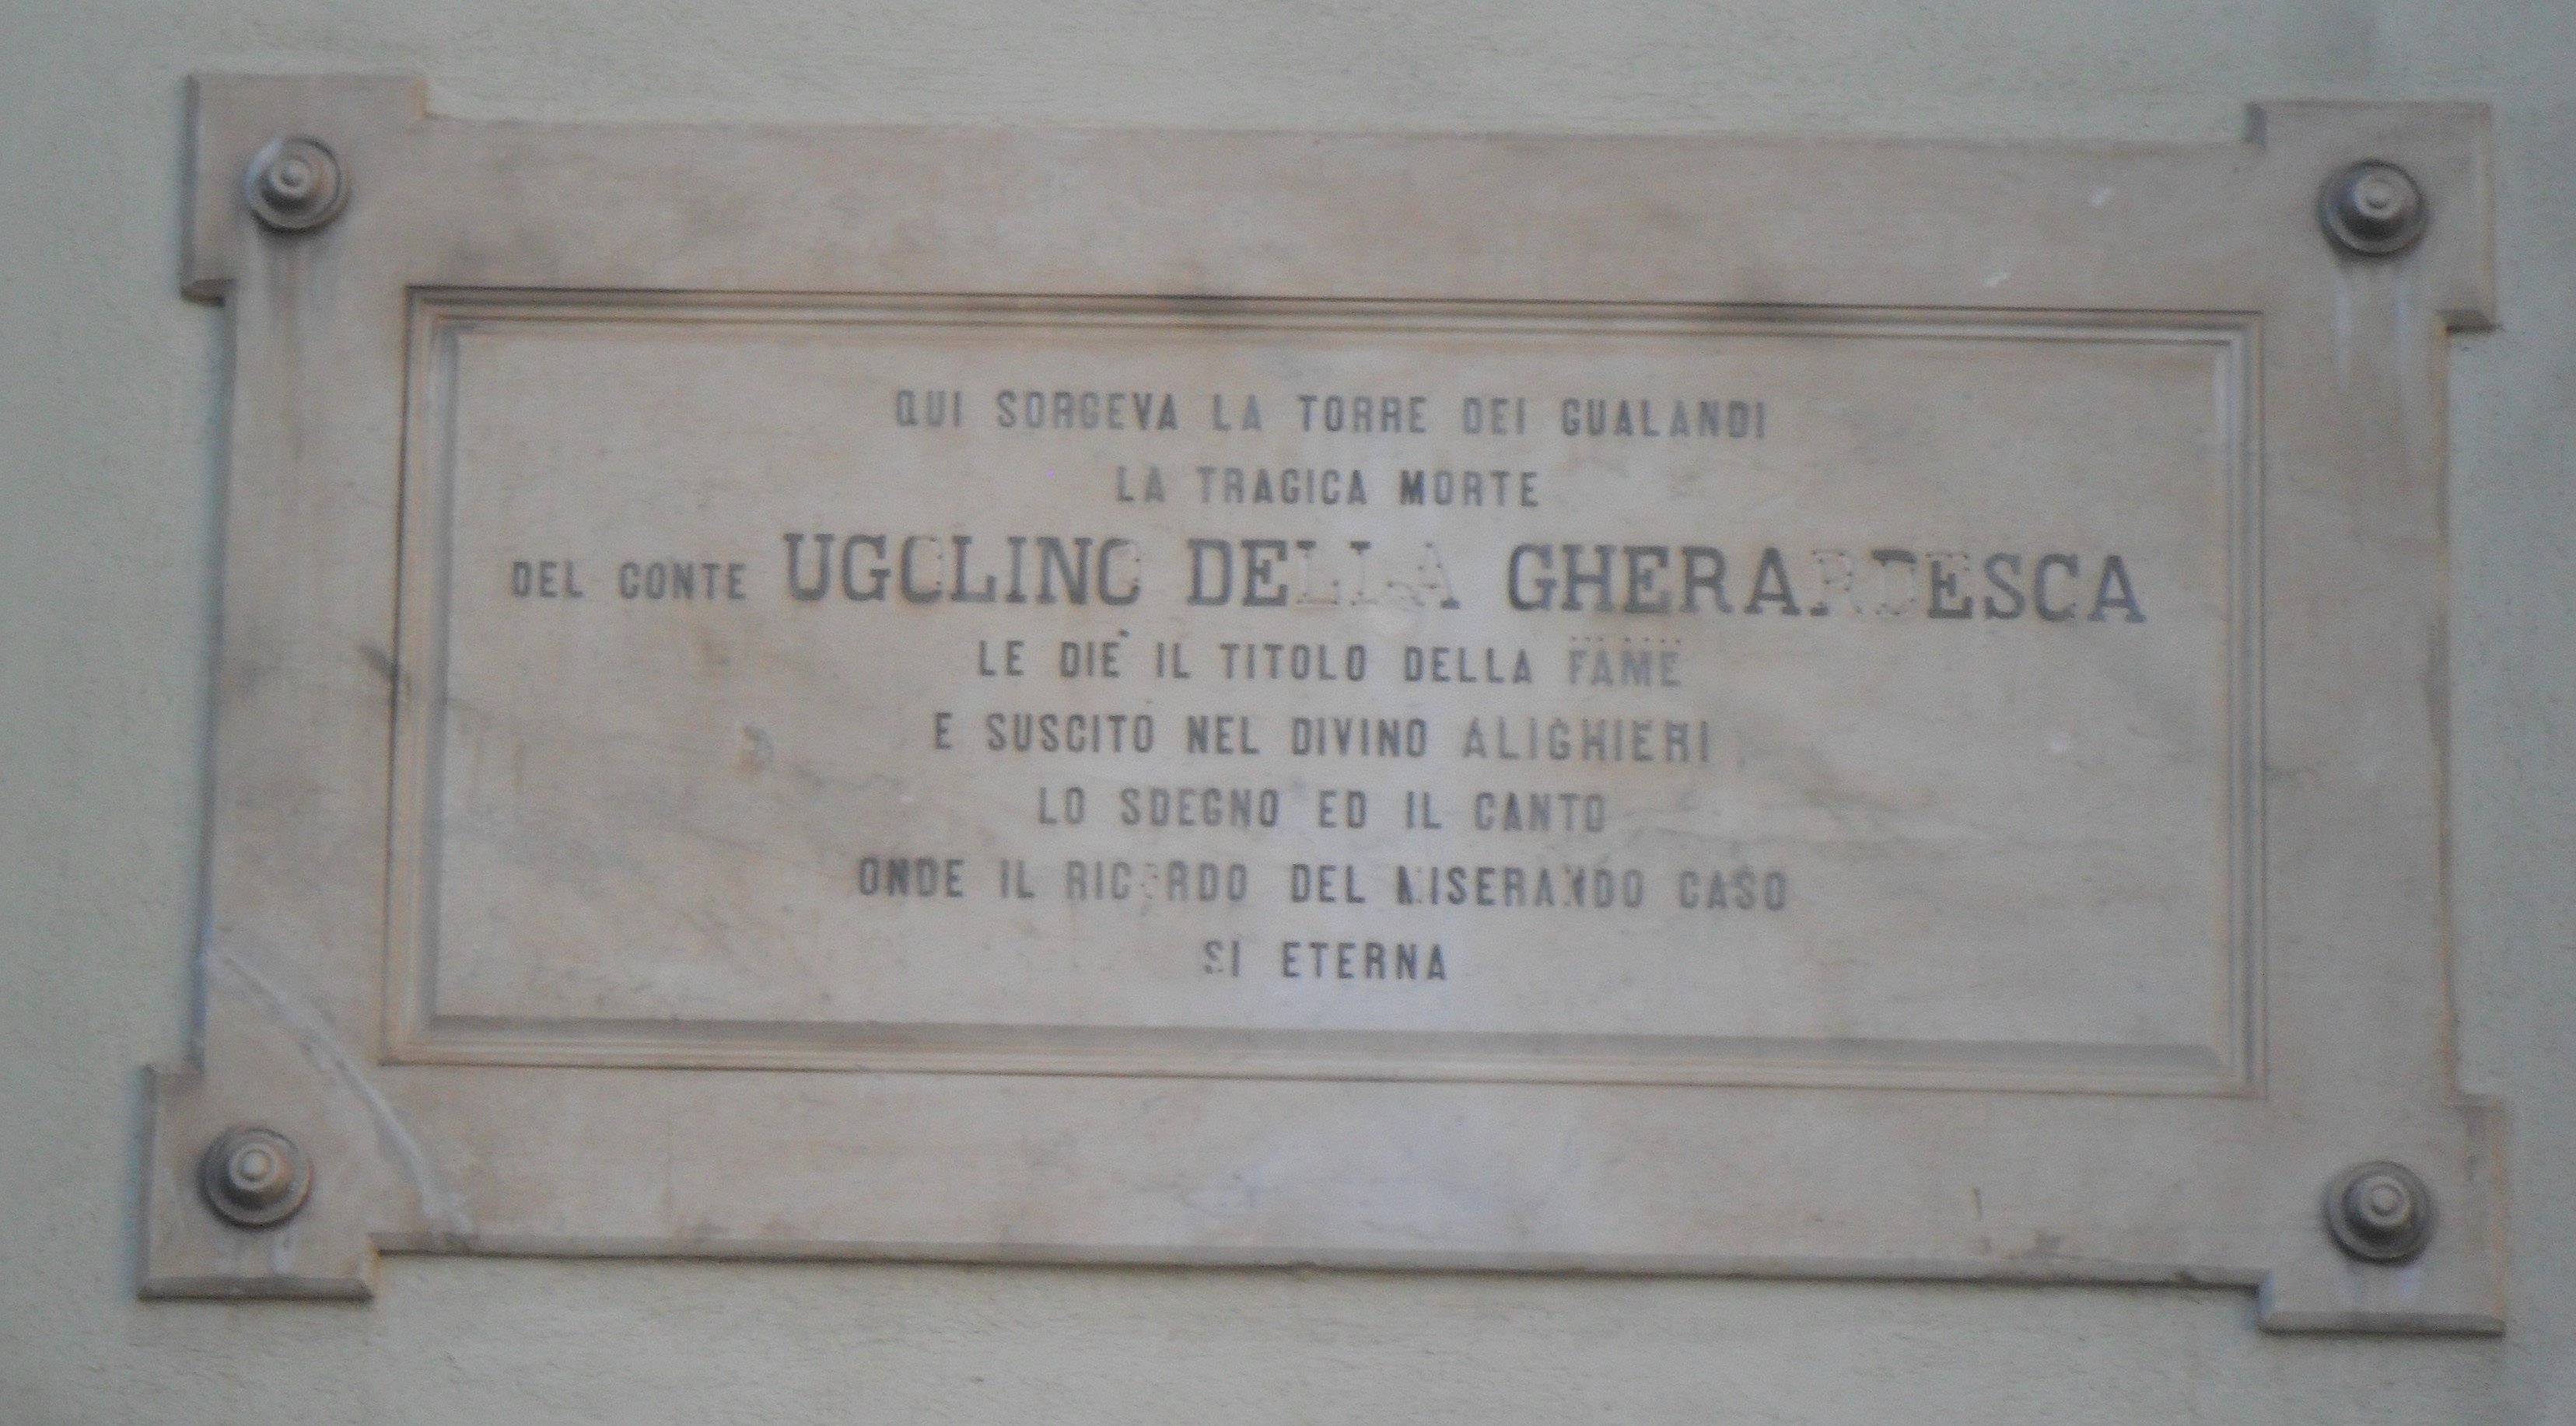 QUI SORGEVA LA TORRE DEI GUALANDI
LA TRAGICA MORTE
DEL CONTE UGOLINO DELLA GHERARDESCA
LE DIÈ IL TITOLO DELLA FAME
E SUSCITÒ NEL DIVINO ALIGHIERI
LO SDEGNO ED IL CANTO
ONDE IL RICORDO DEL MISERANDO CASO
SI ETERNA